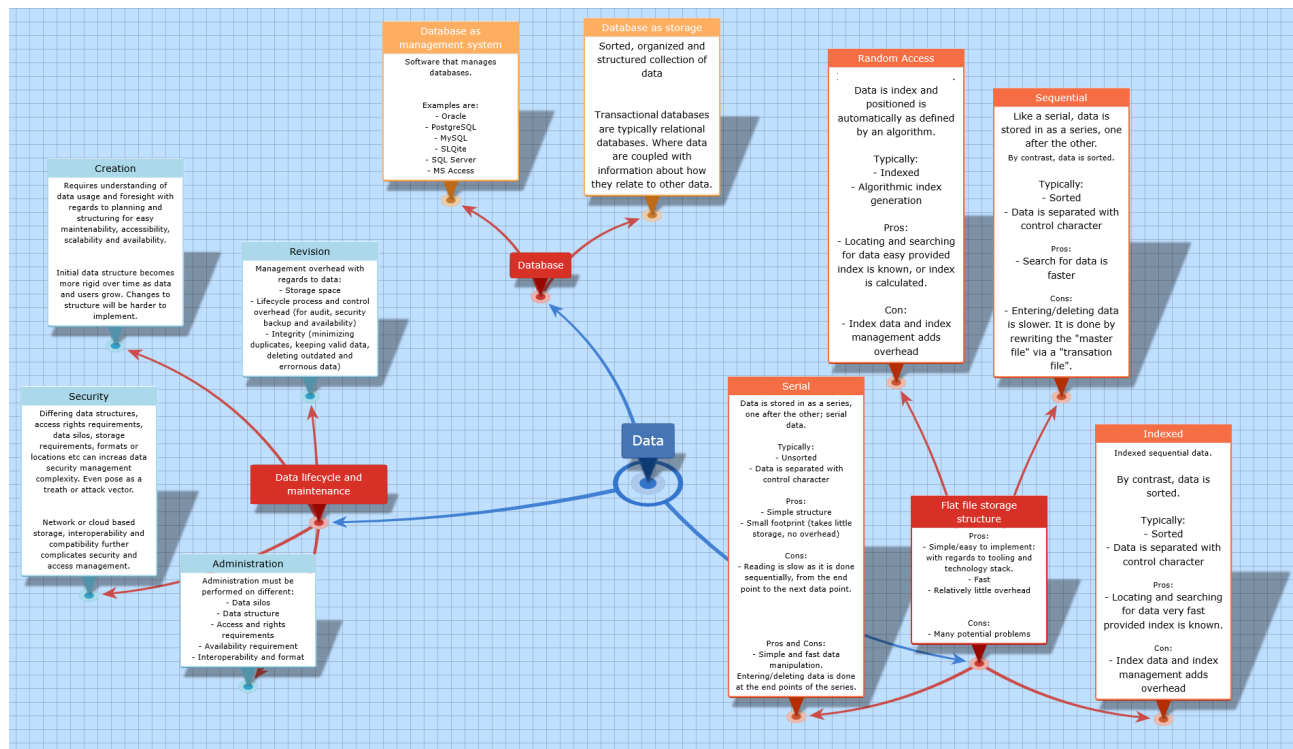 Database as
management system
Software that manages
databases.
Examples are:
- Oracle
- PostgreSQL
- MySQL
- SLQite
- SQL Server
- MS Access
Database as storage
Sorted, organized and
structured collection of
data
Transactional databases
are typically relational
databases. Where data
are coupled with
information about how
they relate to other data.
Random Access
Data is index and
positioned is
automatically as defined
by an algorithm.
Typically:
- Indexed
- Algorithmic index
generation
Pros:
- Locating and searching
for data easy provided
index is known, or index
is calculated.
Con:
- Index data and index
management adds
overhead
Sequential
Like a serial, data is
stored in as a series, one
after the other.
By contrast, data is sorted.
Typically:
- Sorted
- Data is separated with
control character
Pros:
- Search for data is
faster
Cons:
- Entering/deleting data
is slower. It is done by
rewriting the "master
file" via a "transation
file".
Creation
Requires understanding of
data usage and foresight with
regards to planning and
structuring for easy
maintenability, accessibility,
scalability and availability.
Initial data structure becomes
more rigid over time as data
and users grow. Changes to
structure will be harder to
implement.
Revision
Management overhead with
regards to data:
- Storage space
- Lifecycle process and control
overhead (for audit, security
backup and availability)
- Integrity (minimizing
duplicates, keeping valid data,
deleting outdated and
errornous data)
Database
Security
Differing data structures,
access rights requirements,
data silos, storage
requirements, formats or
locations etc can increas data
security management
complexity. Even pose as a
treath or attack vector.
Network or cloud based
storage, interoperability and
compatibility further
complicates security and
access management.
Data lifecycle and
maintenance
Data
Administration
Administration must be
performed on different:
- Data silos
- Data structure
- Access and rights
requirements
- Availability requirement
- Interoperability and format
Serial
Data is stored in as a series,
one after the other; serial
data.
Typically:
- Unsorted
- Data is separated with
control character
Pros:
- Simple structure
- Small footprint (takes little
storage, no overhead)
Cons:
- Reading is slow as it is done
sequentially, from the end
point to the next data point.
Pros and Cons:
- Simple and fast data
manipulation.
Entering/deleting data is done
at the end points of the series.
Flat file storage
structure
Pros:
- Simple/easy to implement:
with regards to tooling and
technology stack.
- Fast
- Relatively little overhead
Cons:
- Many potential problems
Indexed
Indexed sequential data.
By contrast, data is
sorted.
Typically:
- Sorted
- Data is separated with
control character
Pros:
- Locating and searching
for data very fast
provided index is known.
Con:
- Index data and index
management adds
overhead